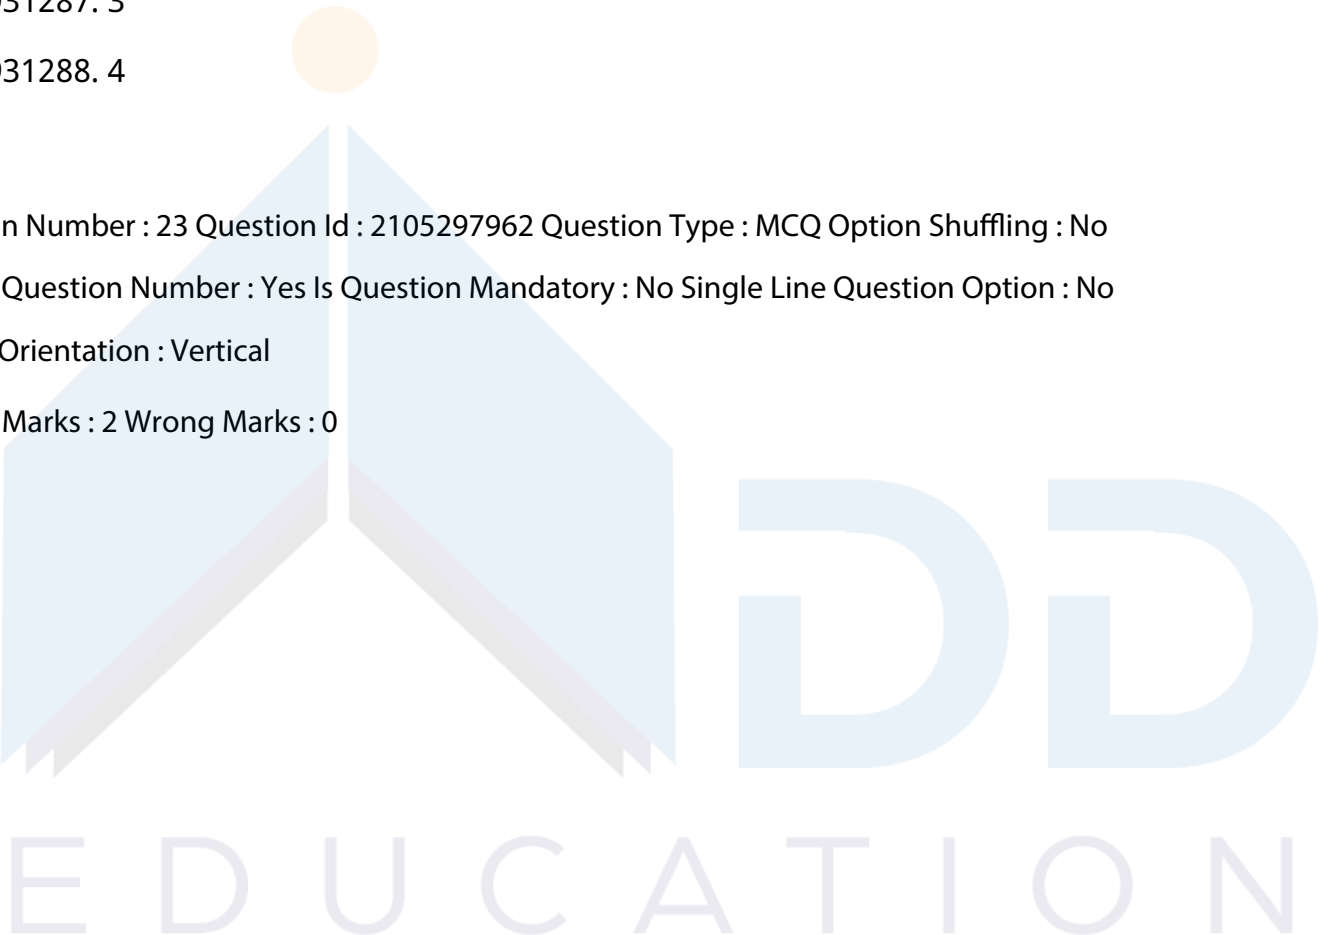 31287. 3
31288. 4
n Number : 23 Question Id : 2105297962 Question Type : MCQ Option Shuffling : No
Question Number : Yes Is Question Mandatory : No Single Line Question Option : No
Orientation : Vertical
Marks : 2 Wrong Marks : 0
DD
EDUCATION